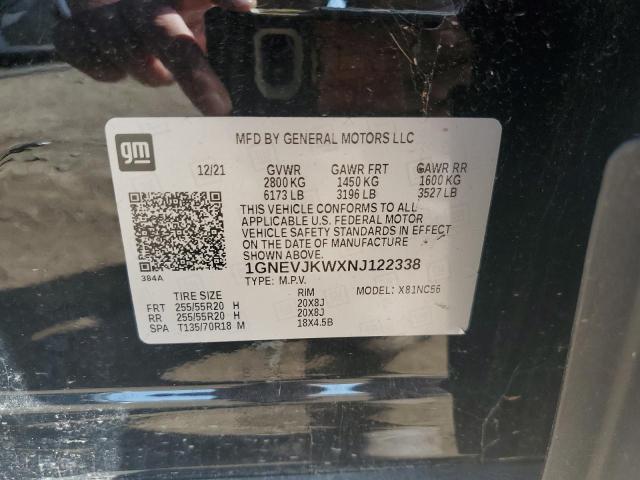 gm
MFD BY GENERAL MOTORS LLC
12/21 GVWR GAWR FRT GAWR RR
2800 KG 1450 KG 1600 KG
6173 LB 3196 LB 3527 LB
THIS VEHICLE CONFORMS TO ALL
APPLICABLE U.S. FEDERAL MOTOR
VEHICLE SAFETY STANDARDS IN EFFECT
ON THE DATE OF MANUFACTURE
SHOWN ABOVE.
384A
1GNEVJKWXNJ122338
TYPE: M.P.V.
TIRE SIZE RIM MODEL: X81NC56
FRT 255/55R20 H 20X8J
RR 255/55R20 H 20X8J
SPA T135/70R18 M 18X4.5B